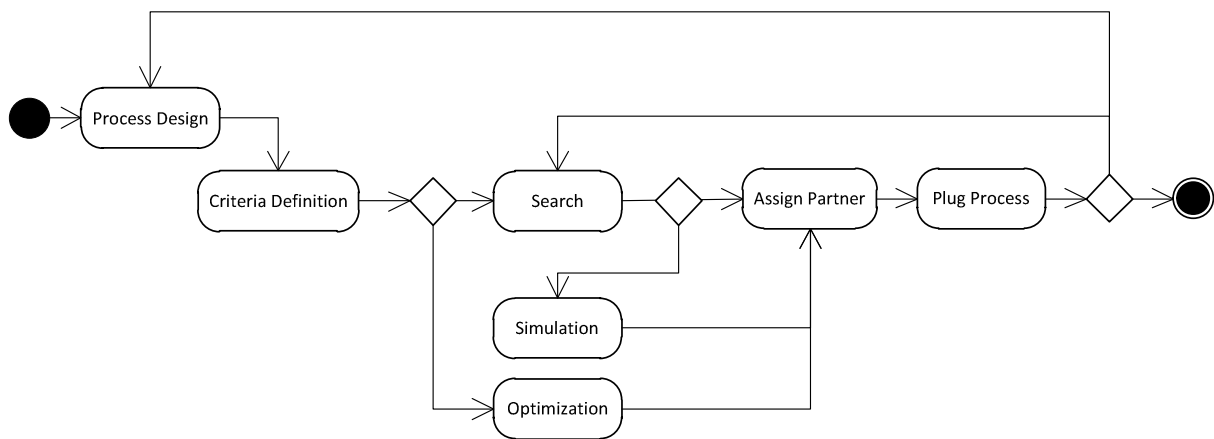 Process Design
Criteria Definition
Search
Assign Partner
Plug Process
Simulation
Optimization